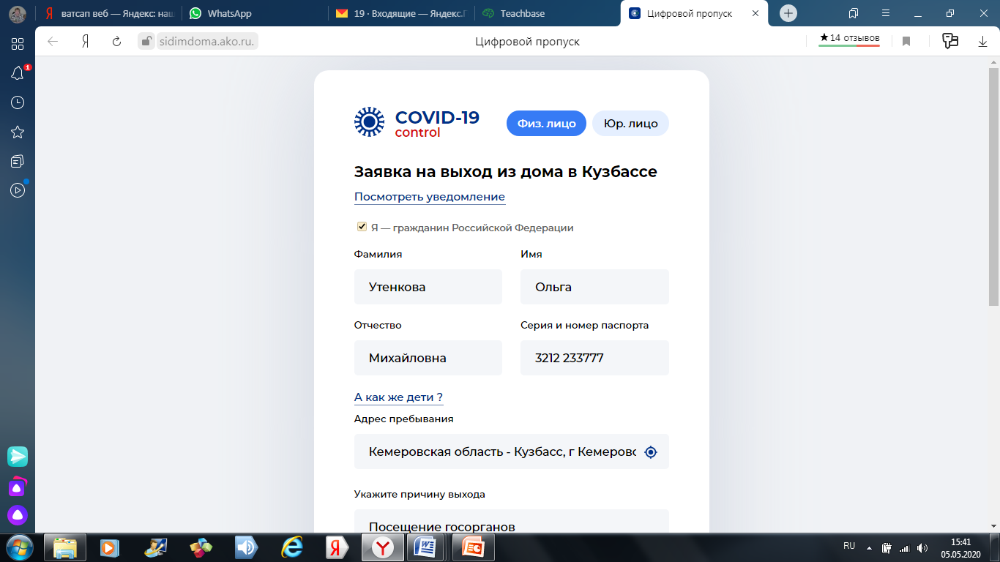 ватсап веб — Яндекс: наш
WhatsApp
19 · Входящие — Яндекс.П
Teachbase
Цифровой пропуск
sidimdoma.ako.ru.
Цифровой пропуск
★14 отзывов
1
COVID-19
control
Физ. лицо
Юр. лицо
Заявка на выход из дома в Кузбассе
Посмотреть уведомление
Я — гражданин Российской Федерации
Фамилия
Имя
Утенкова
Ольга
Отчество
Серия и номер паспорта
Михайловна
3212 233777
А как же дети ?
Адрес пребывания
Кемеровская область - Кузбасс, г Кемерово
Укажите причину выхода
Посещение госорганов
RU
15:41
05.05.2020